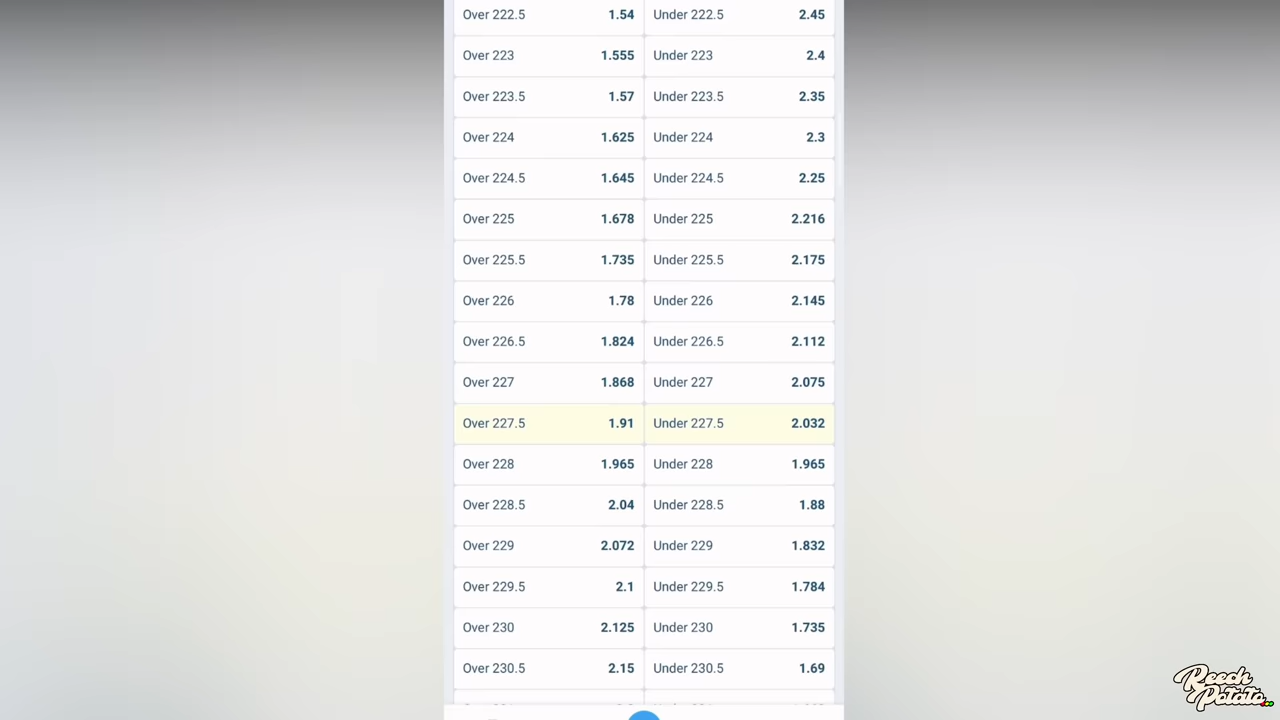 Over 222.5 1.54 Under 222.5 2.45
Over 223 1.555 Under 223 2.4
Over 223.5 1.57 Under 223.5 2.35
Over 224 1.625 Under 224 2.3
Over 224.5 1.645 Under 224.5 2.25
Over 225 1.678 Under 225 2.216
Over 225.5 1.735 Under 225.5 2.175
Over 226 1.78 Under 226 2.145
Over 226.5 1.824 Under 226.5 2.112
Over 227 1.868 Under 227 2.075
Over 227.5 1.91 Under 227.5 2.032
Over 228 1.965 Under 228 1.965
Over 228.5 2.04 Under 228.5 1.88
Over 229 2.072 Under 229 1.832
Over 229.5 2.1 Under 229.5 1.784
Over 230 2.125 Under 230 1.735
Over 230.5 2.15 Under 230.5 1.69
Reech
Patata